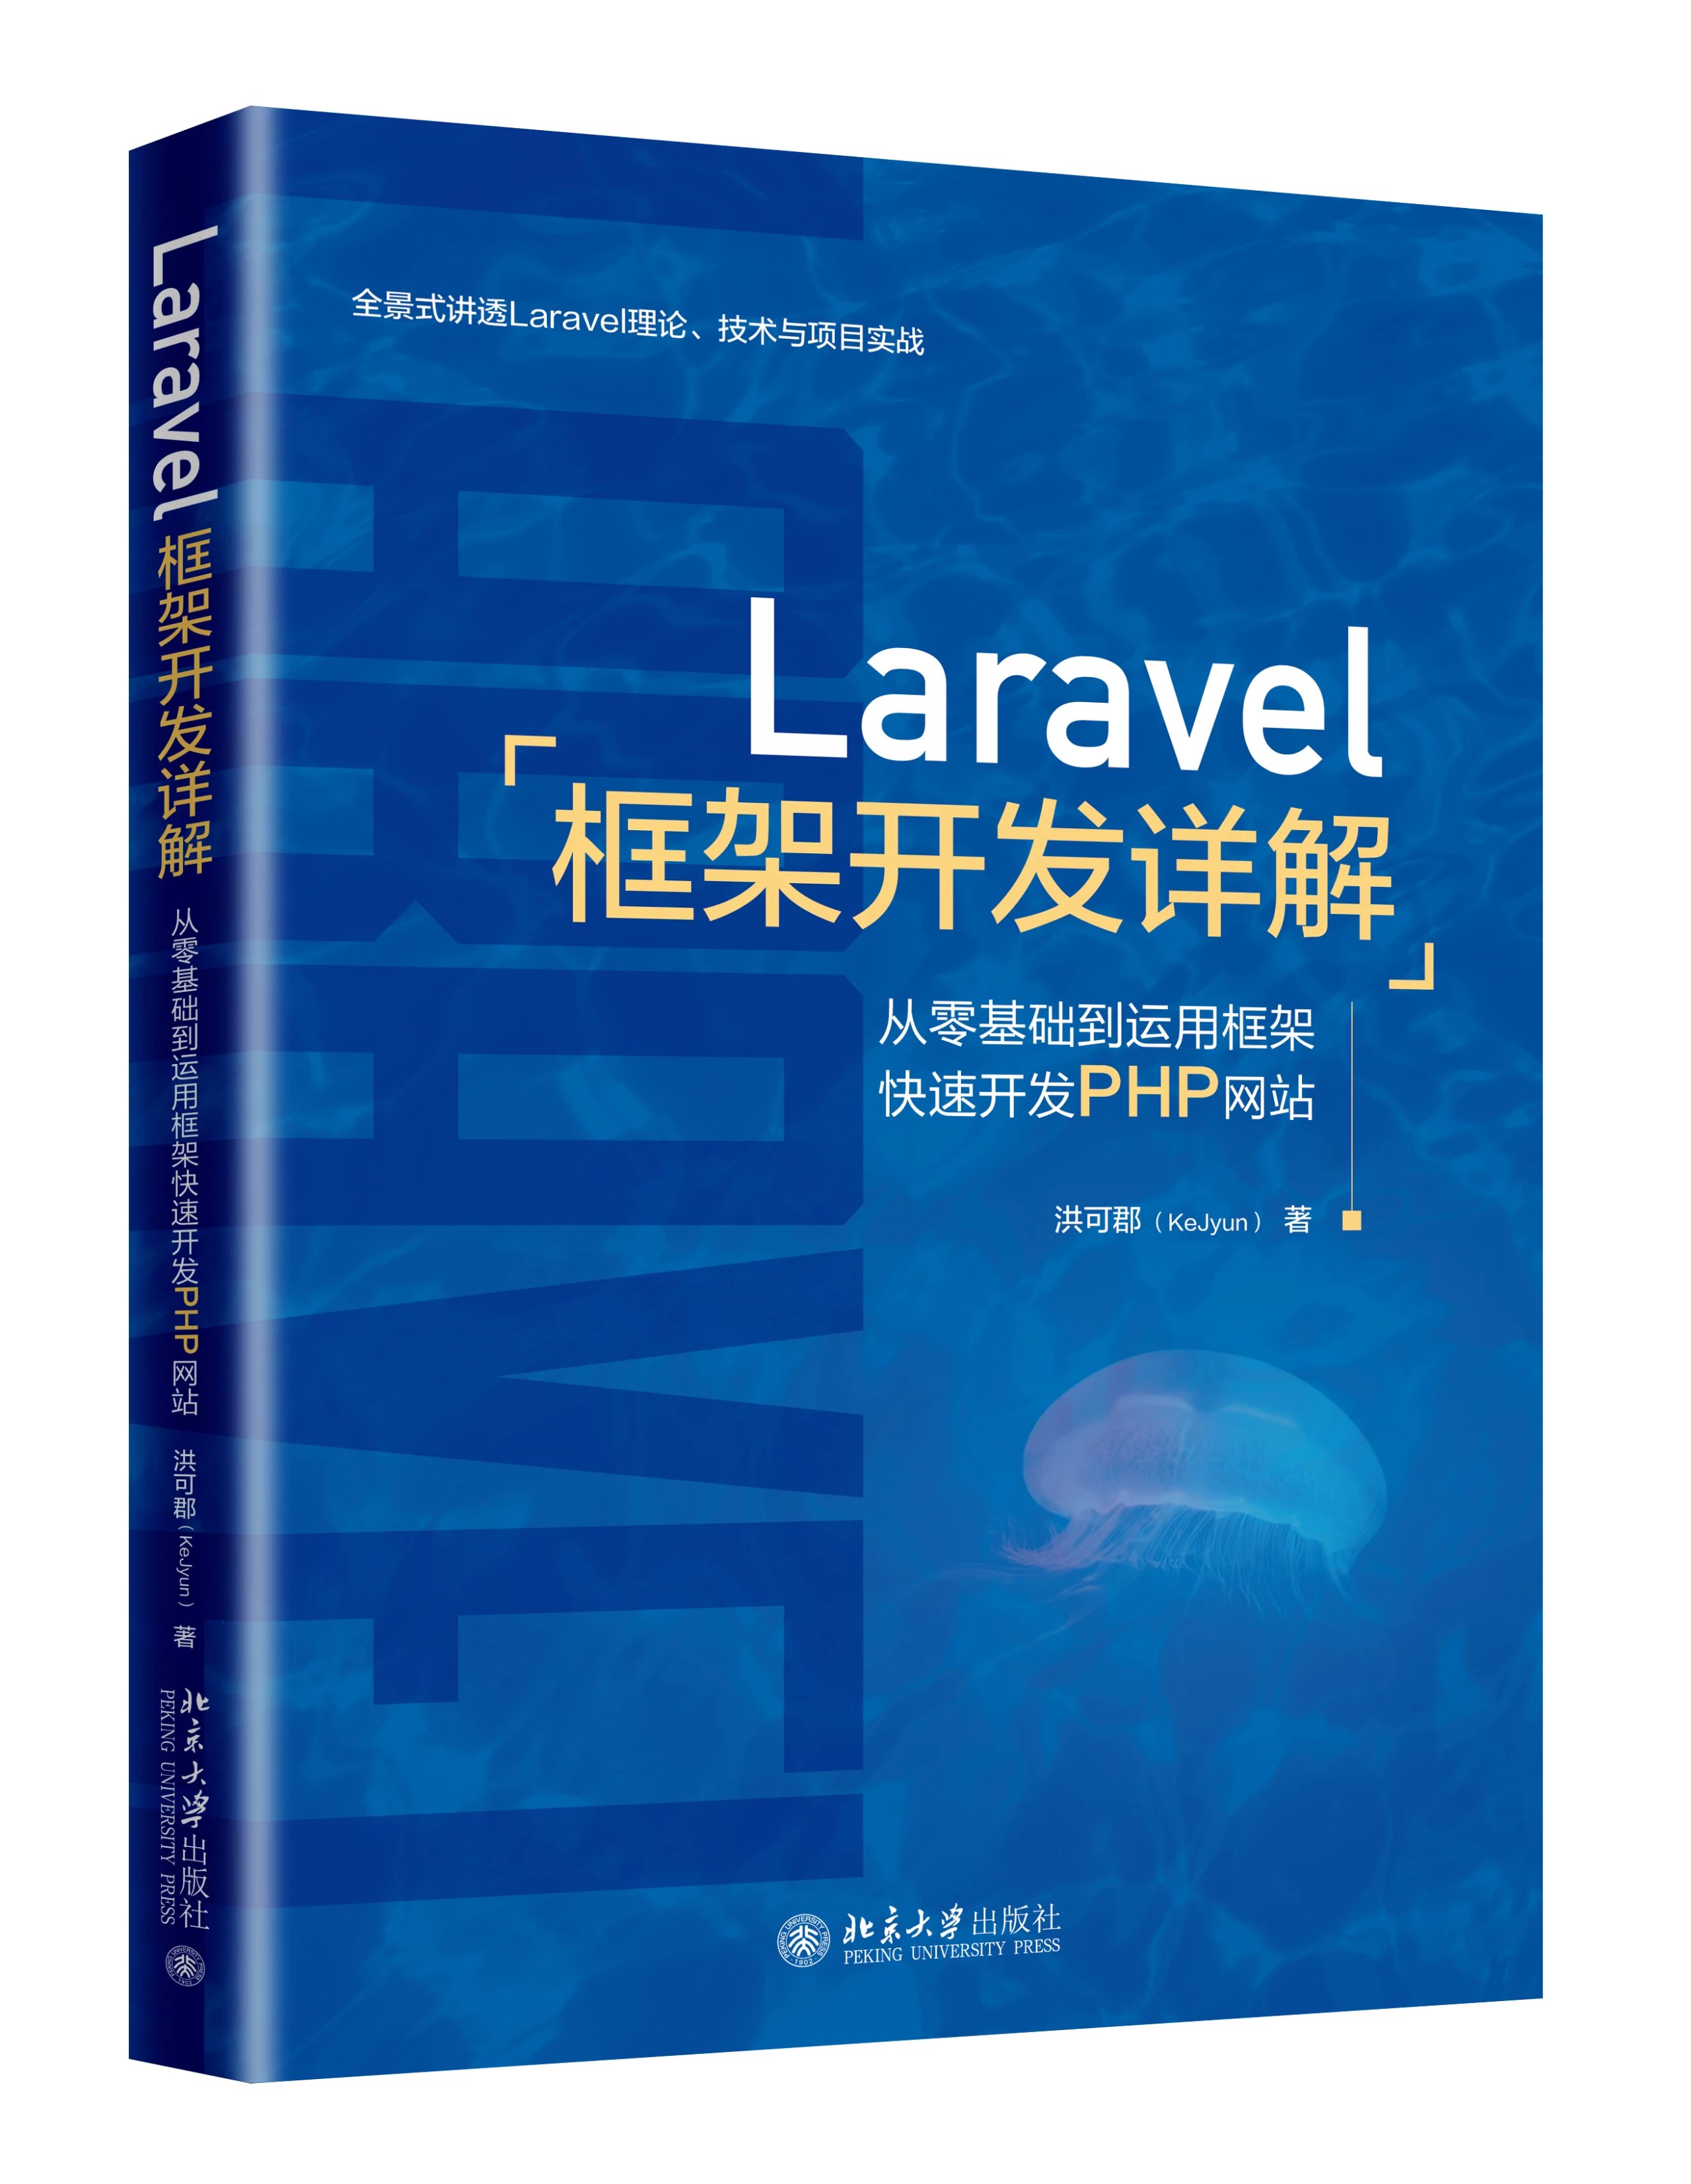 全景式讲透Laravel理论、技术与项目实战
Laravel
「框架开发详解」
从零基础到运用框架
快速开发PHP网站
洪可郡（KeJyun） 著
北京大学出版社
PEKING UNIVERSITY PRESS
PEKING UNIVERSITY PRESS
1902
Laravel 框架开发详解 从零基础到运用框架快速开发PHP网站 洪可郡（KeJyun） 著
北京大学出版社
PEKING UNIVERSITY PRESS
LARAVEL